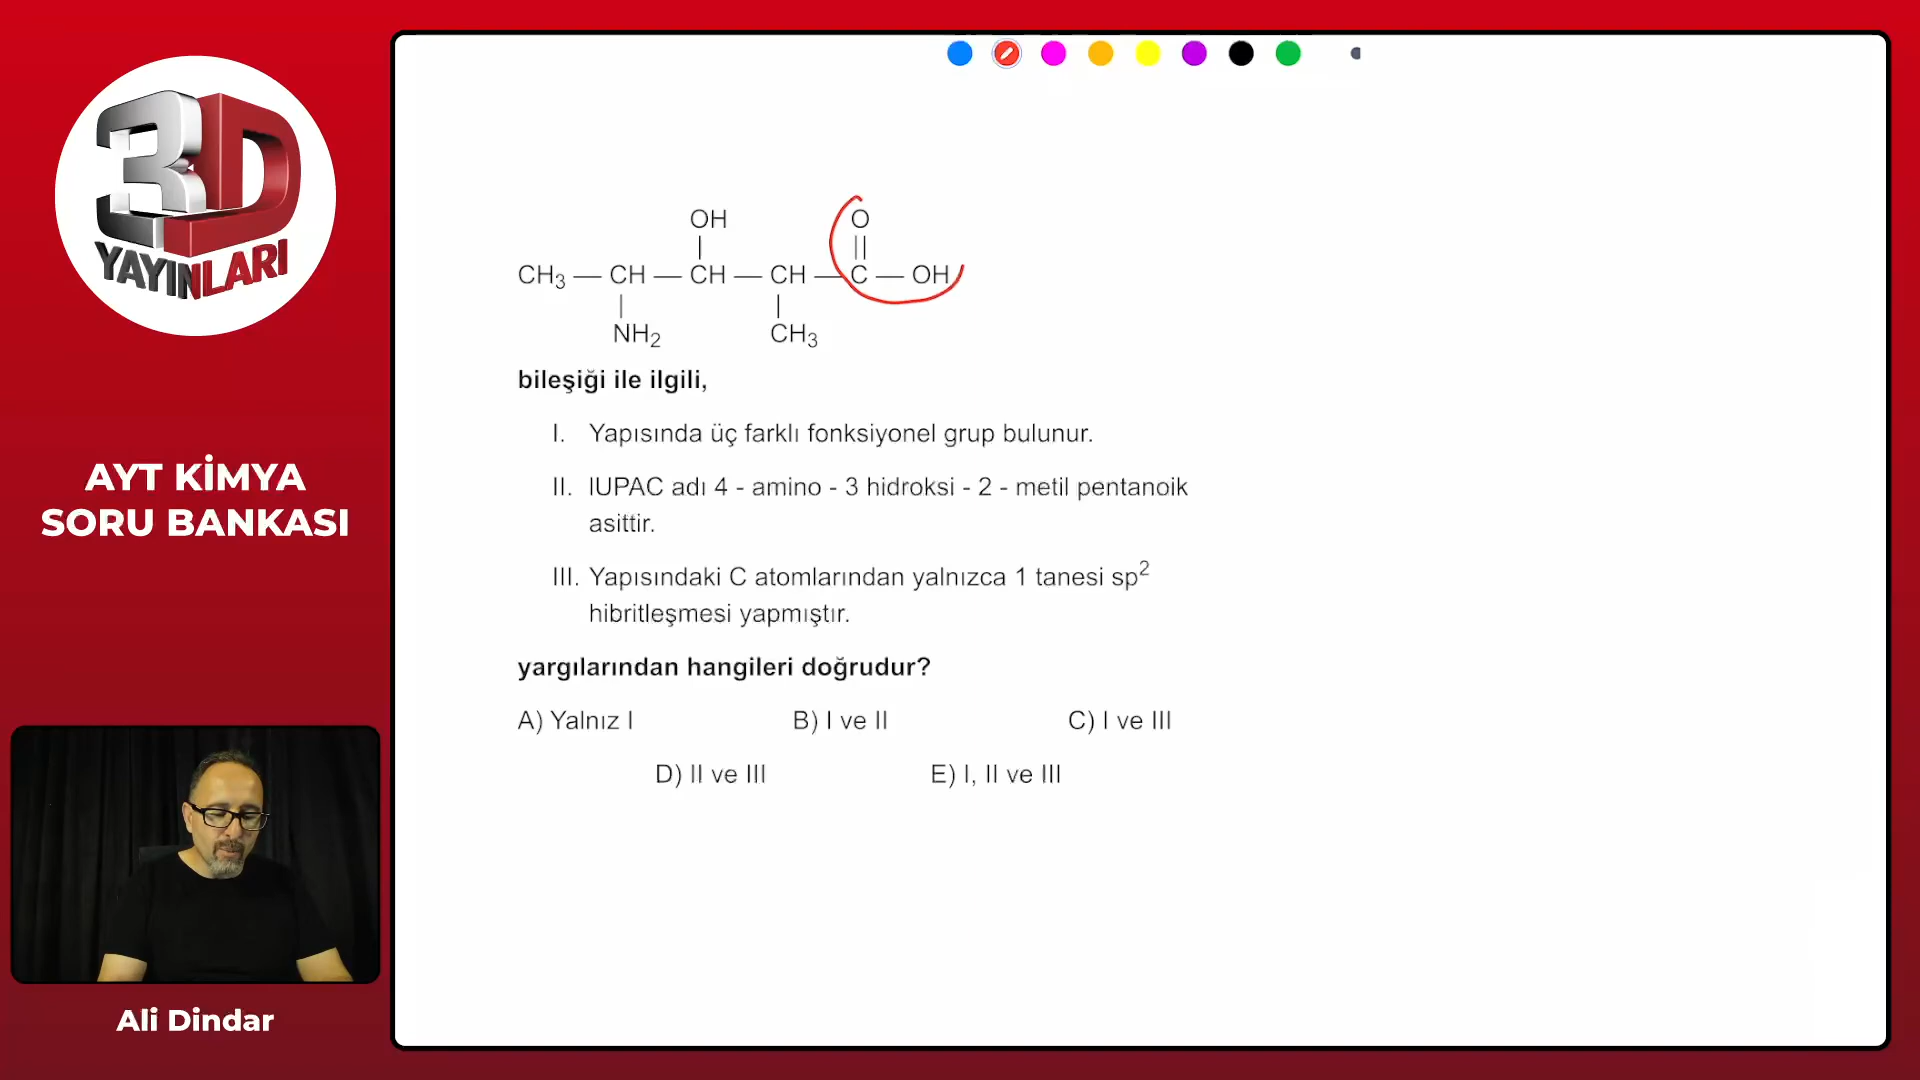 3D
YAYINLARI
AYT KİMYA
SORU BANKASI
Ali Dindar
OH O
| ||
CH₃ — CH — CH — CH — C — OH
| |
NH₂ CH₃
bileşiği ile ilgili,
I. Yapısında üç farklı fonksiyonel grup bulunur.
II. IUPAC adı 4 - amino - 3 hidroksi - 2 - metil pentanoik
asittir.
III. Yapısındaki C atomlarından yalnızca 1 tanesi sp²
hibritleşmesi yapmıştır.
yargılarından hangileri doğrudur?
A) Yalnız I B) I ve II C) I ve III
D) II ve III E) I, II ve III